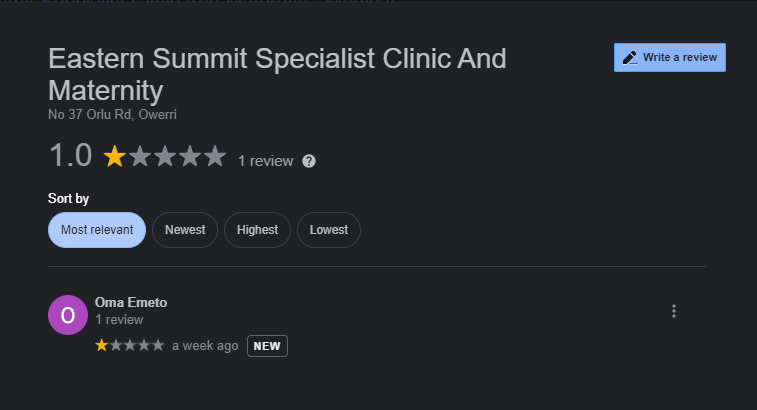 Eastern Summit Specialist Clinic And
Maternity
Write a review
No 37 Orlu Rd, Owerri
1.0
1 review
?
Sort by
Most relevant
Newest
Highest
Lowest
O
Oma Emeto
1 review
a week ago
NEW